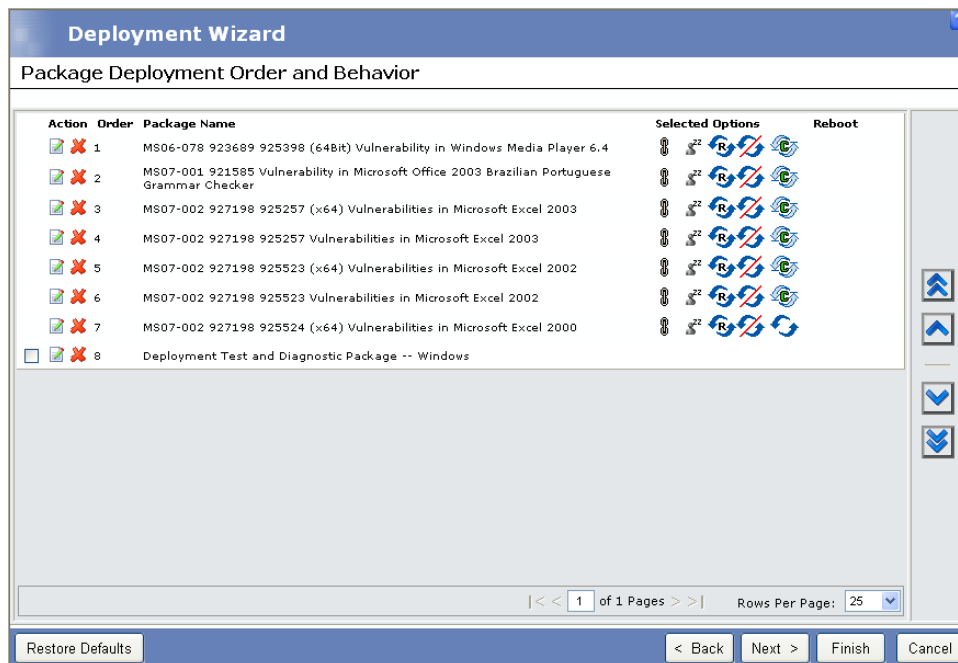 Deployment Wizard
Package Deployment Order and Behavior
Action Order Package Name Selected Options Reboot
1 MS06-078 923689 925398 (64Bit) Vulnerability in Windows Media Player 6.4
2 MS07-001 921585 Vulnerability in Microsoft Office 2003 Brazilian Portuguese
Grammar Checker
3 MS07-002 927198 925257 (x64) Vulnerabilities in Microsoft Excel 2003
4 MS07-002 927198 925257 Vulnerabilities in Microsoft Excel 2003
5 MS07-002 927198 925523 (x64) Vulnerabilities in Microsoft Excel 2002
6 MS07-002 927198 925523 Vulnerabilities in Microsoft Excel 2002
7 MS07-002 927198 925524 (x64) Vulnerabilities in Microsoft Excel 2000
8 Deployment Test and Diagnostic Package -- Windows
|< < 1 of 1 Pages > >| Rows Per Page: 25
Restore Defaults < Back Next > Finish Cancel